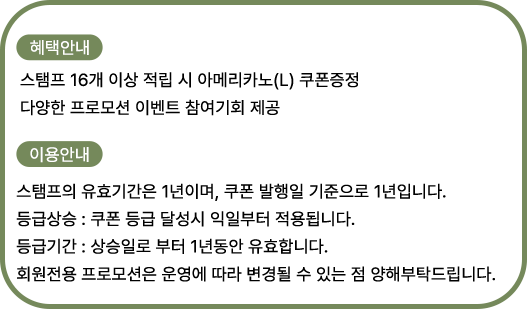 혜택안내
스탬프 16개 이상 적립 시 아메리카노(L) 쿠폰증정
다양한 프로모션 이벤트 참여기회 제공
이용안내
스탬프의 유효기간은 1년이며, 쿠폰 발행일 기준으로 1년입니다.
등급상승 : 쿠폰 등급 달성시 익일부터 적용됩니다.
등급기간 : 상승일로 부터 1년동안 유효합니다.
회원전용 프로모션은 운영에 따라 변경될 수 있는 점 양해부탁드립니다.